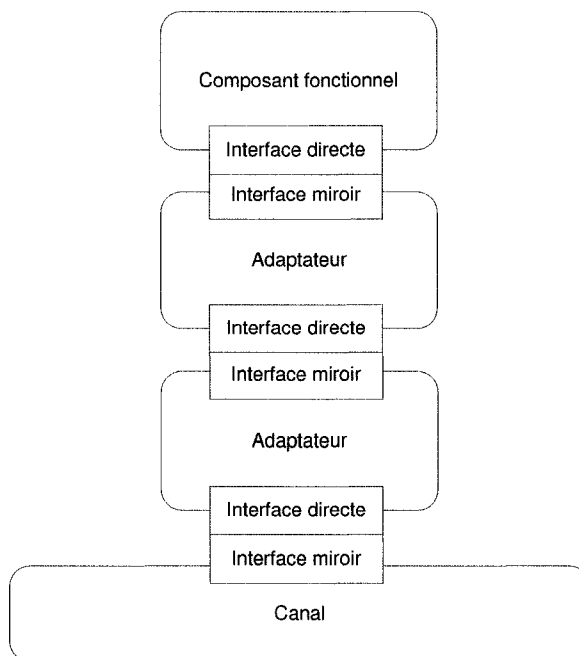 Composant fonctionnel
Interface directe
Interface miroir
Adaptateur
Interface directe
Interface miroir
Adaptateur
Interface directe
Interface miroir
Canal